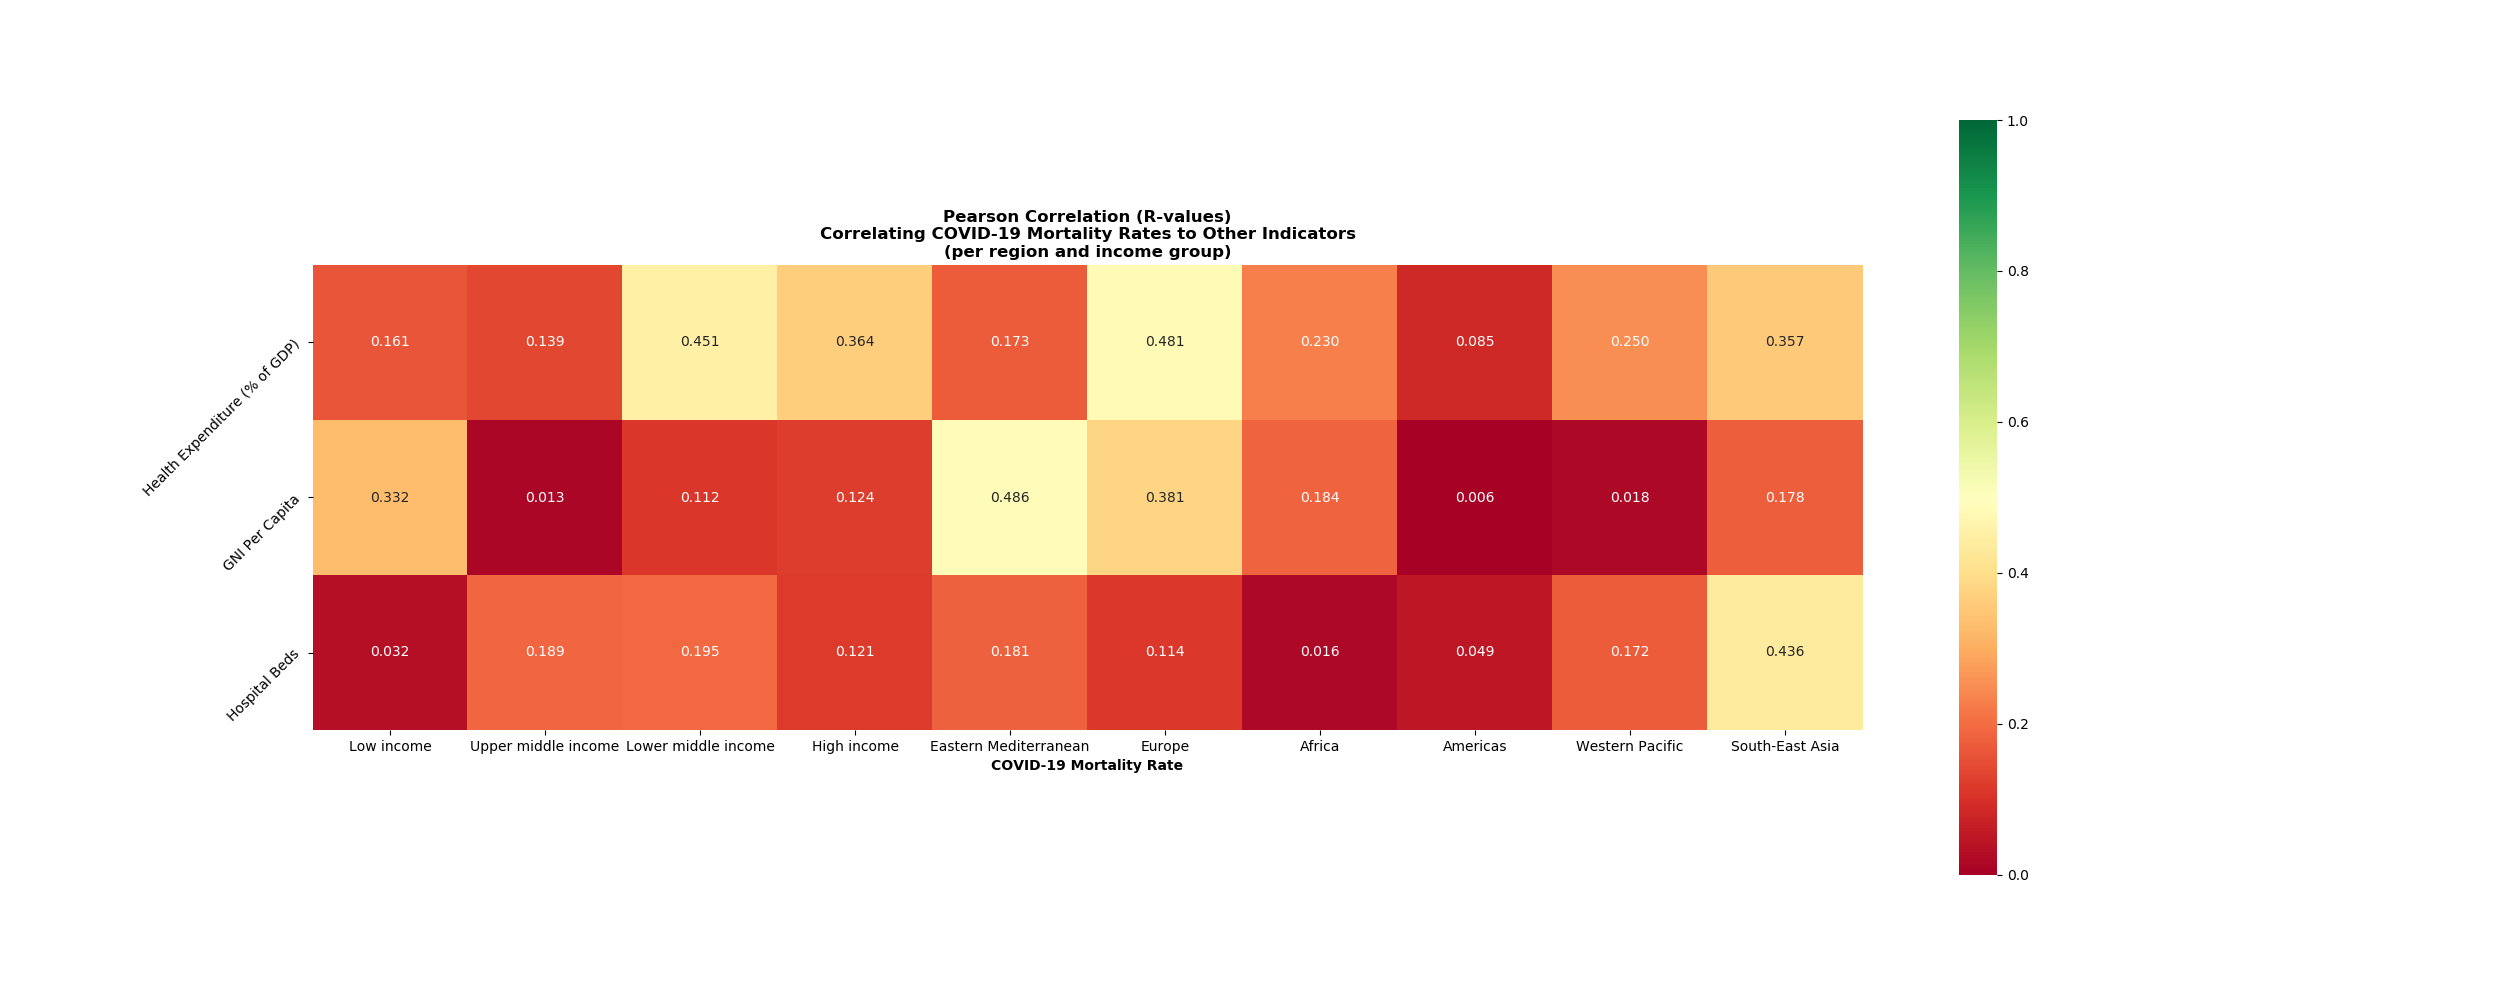 Pearson Correlation (R-values)
Correlating COVID-19 Mortality Rates to Other Indicators
(per region and income group)
Health Expenditure (% of GDP)
0.161 0.139 0.451 0.364 0.173 0.481 0.230 0.085 0.250 0.357
GNI Per Capita
0.332 0.013 0.112 0.124 0.486 0.381 0.184 0.006 0.018 0.178
Hospital Beds
0.032 0.189 0.195 0.121 0.181 0.114 0.016 0.049 0.172 0.436
Low income Upper middle income Lower middle income High income Eastern Mediterranean Europe Africa Americas Western Pacific South-East Asia
COVID-19 Mortality Rate
1.0
0.8
0.6
0.4
0.2
0.0